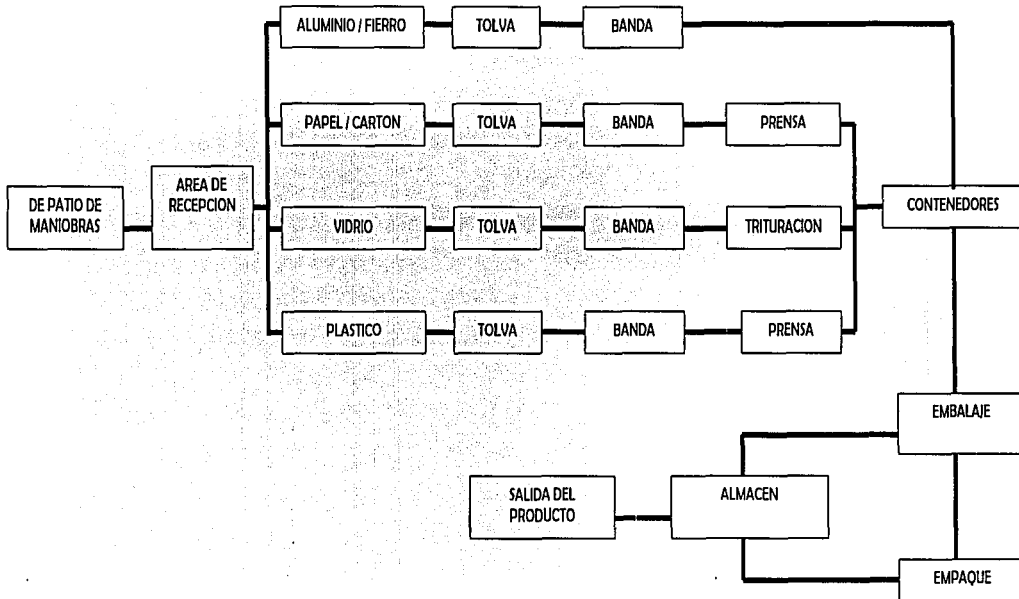 ALUMINIO / FIERRO
TOLVA
BANDA
PAPEL / CARTON
TOLVA
BANDA
PRENSA
DE PATIO DE
MANIOBRAS
AREA DE
RECEPCION
VIDRIO
TOLVA
BANDA
TRITURACION
CONTENEDORES
PLASTICO
TOLVA
BANDA
PRENSA
EMBALAJE
SALIDA DEL
PRODUCTO
ALMACEN
EMPAQUE